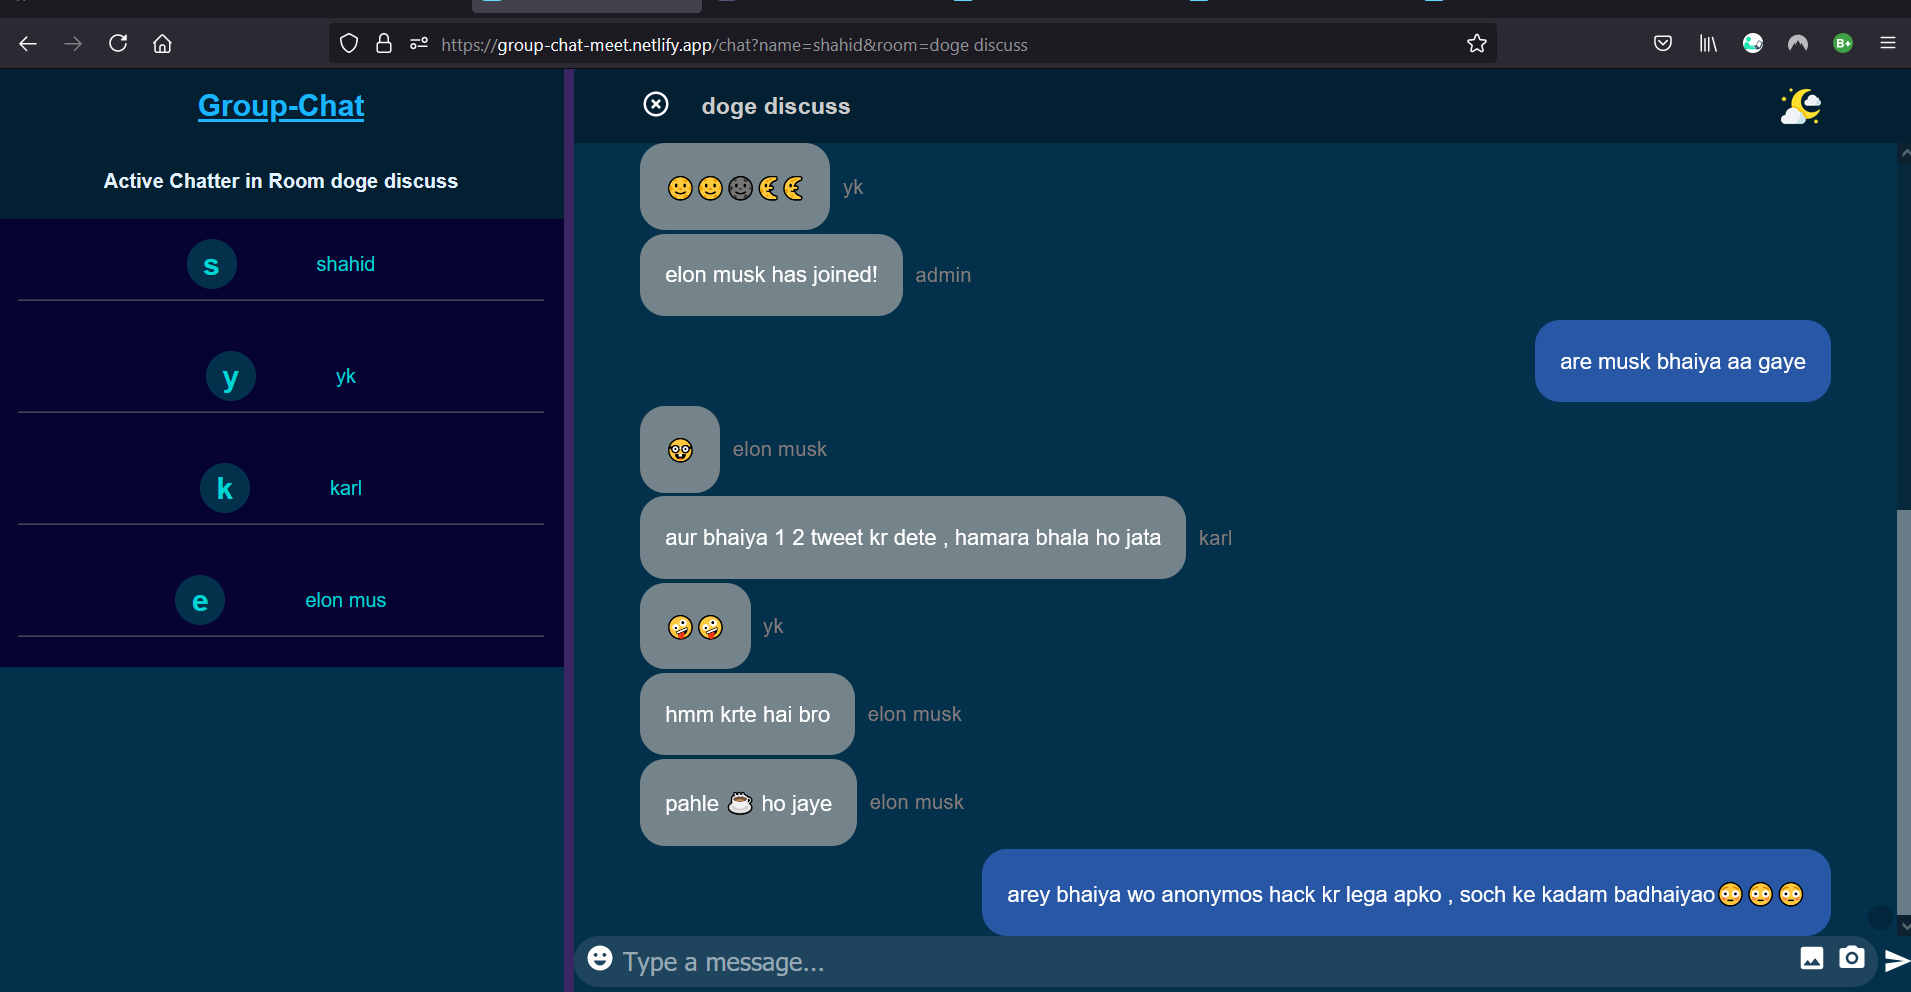 https://group-chat-meet.netlify.app/chat?name=shahid&room=doge discuss
B+
Group-Chat
Active Chatter in Room doge discuss
s shahid
y yk
k karl
e elon mus
doge discuss
🙂🙂🌚🌜🌜 yk
elon musk has joined! admin
are musk bhaiya aa gaye
🤓 elon musk
aur bhaiya 1 2 tweet kr dete , hamara bhala ho jata karl
🤪🤪 yk
hmm krte hai bro elon musk
pahle ☕ ho jaye elon musk
arey bhaiya wo anonymos hack kr lega apko , soch ke kadam badhaiyao😳😳😳
Type a message...